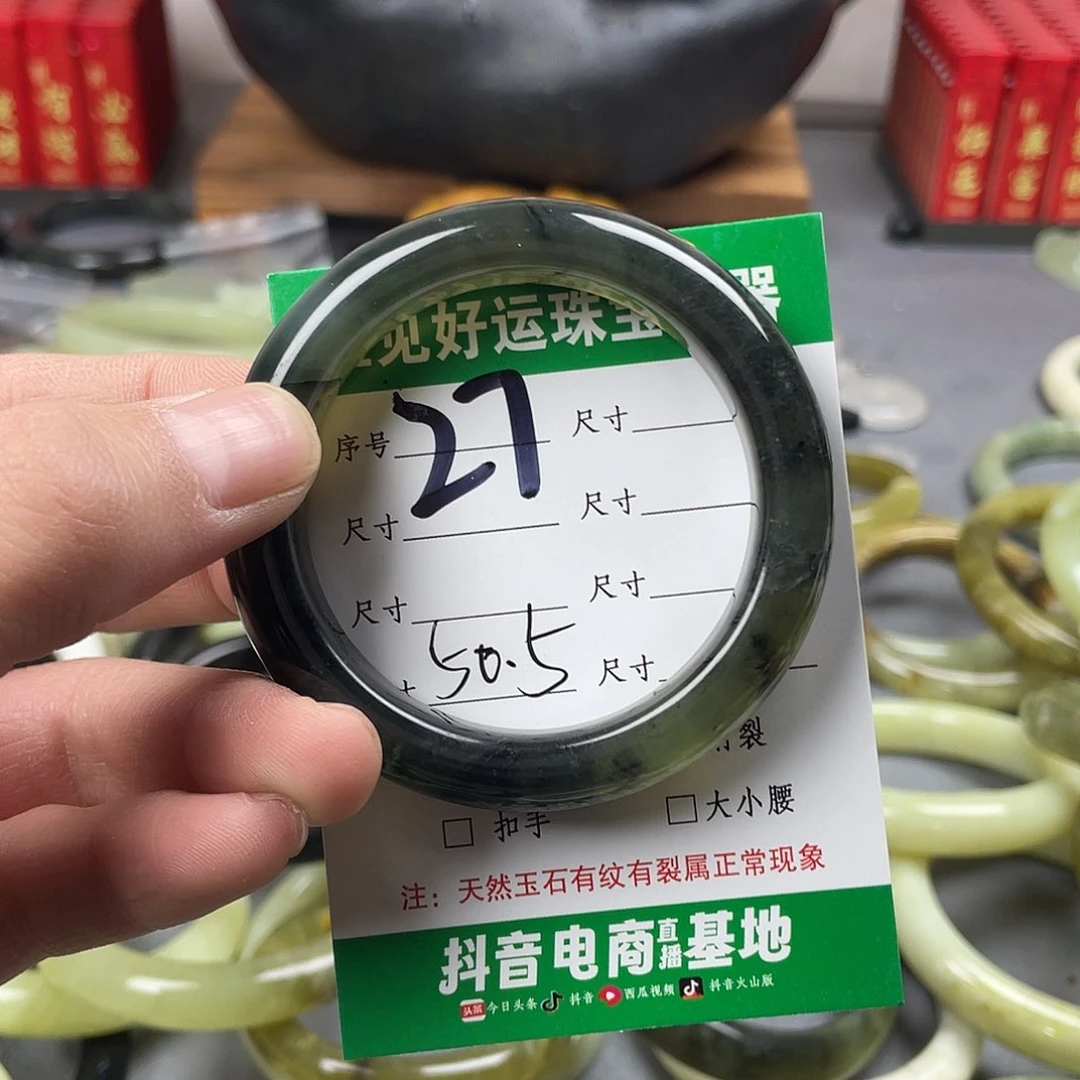 见好运珠宝 器
序号 27 尺寸
尺寸 尺寸
尺寸 尺寸
50.5 尺寸
裂
扣手 大小腰
注：天然玉石有纹有裂属正常现象
抖音电商直播基地
头条 今日头条 抖音 西瓜视频 抖音火山版